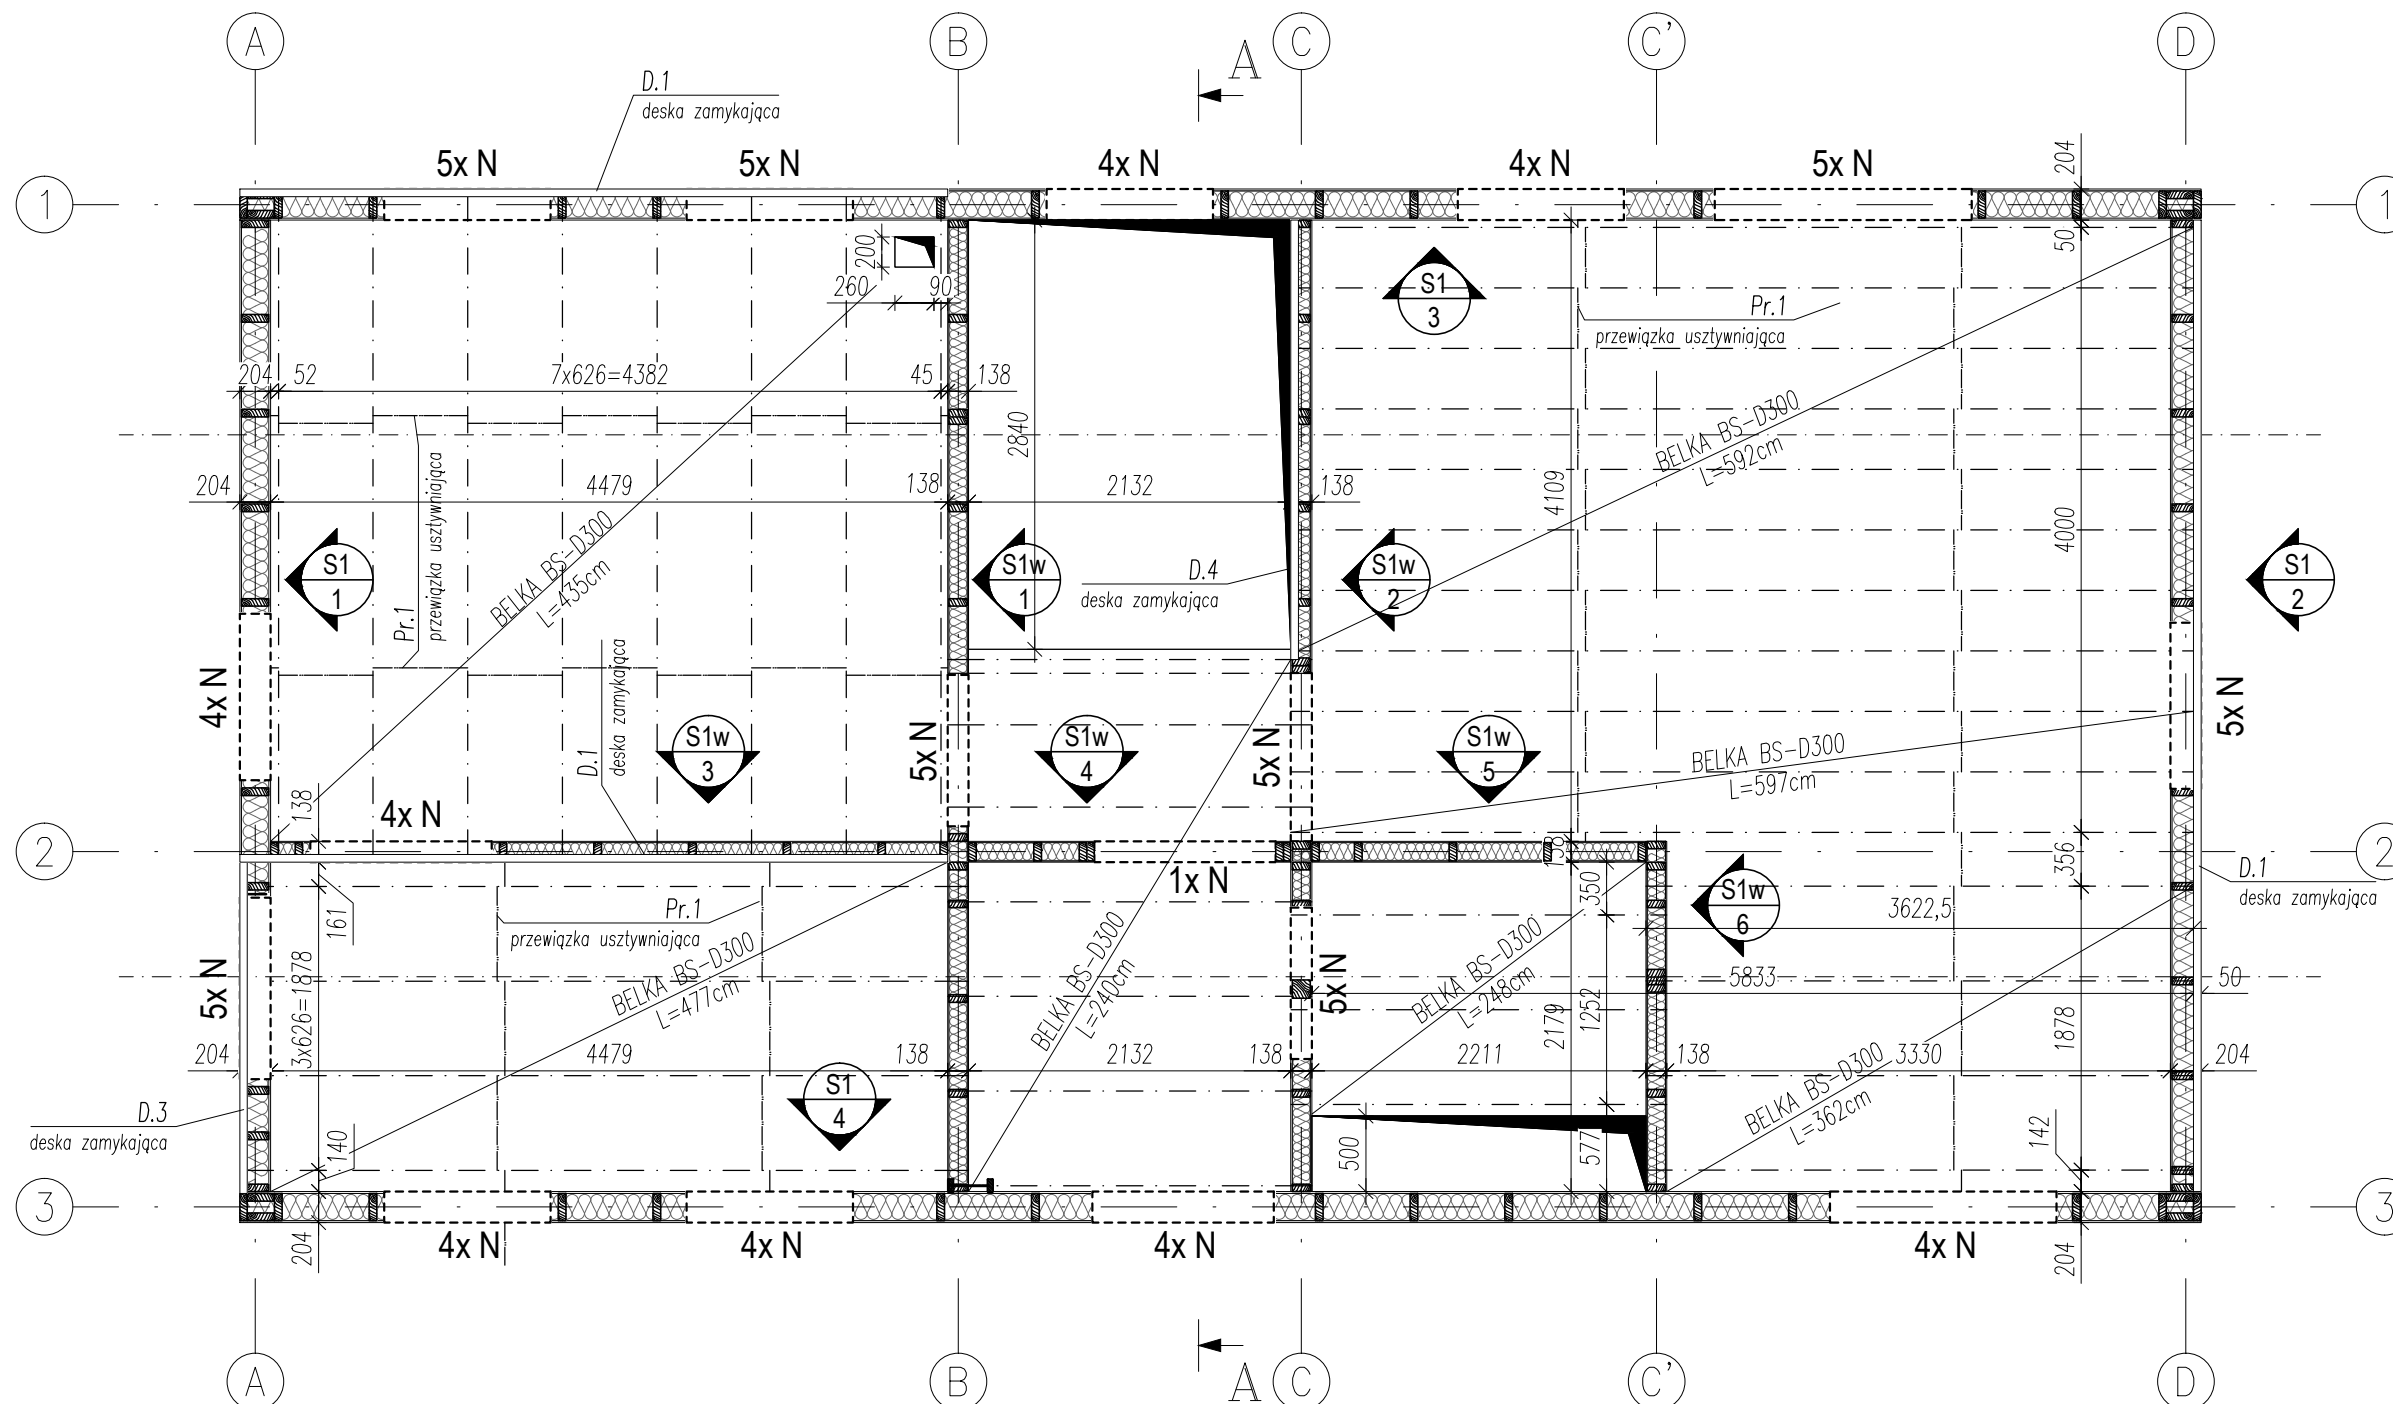 A
B
C
C'
D
A
D.1
deska zamykająca
5x N
5x N
4x N
4x N
5x N
204
1
1
200
50
260
90
S1
3
Pr.1
przewiązka usztywniająca
204
52
7x626=4382
45
138
2840
BELKA BS-D300
L=592cm
204
4479
138
2132
138
4109
4000
Pr.1
przewiązka usztywniająca
BELKA BS-D300
L=435cm
S1
1
S1w
1
D.4
deska zamykająca
S1w
2
S1
2
4x N
D.1
deska zamykająca
S1w
3
5x N
S1w
4
5x N
S1w
5
BELKA BS-D300
L=597cm
5x N
138
4x N
2
138
356
2
1x N
D.1
deska zamykająca
161
Pr.1
przewiązka usztywniająca
350
S1w
6
3622,5
5x N
3x626=1878
BELKA BS-D300
L=477cm
BELKA BS-D300
L=240cm
5x N
BELKA BS-D300
L=248cm
2179
1252
5833
50
1878
204
4479
138
2132
138
2211
138
3330
204
D.3
deska zamykająca
S1
4
140
500
577
BELKA BS-D300
L=362cm
142
3
3
204
4x N
4x N
4x N
4x N
204
A
B
A
C
C'
D